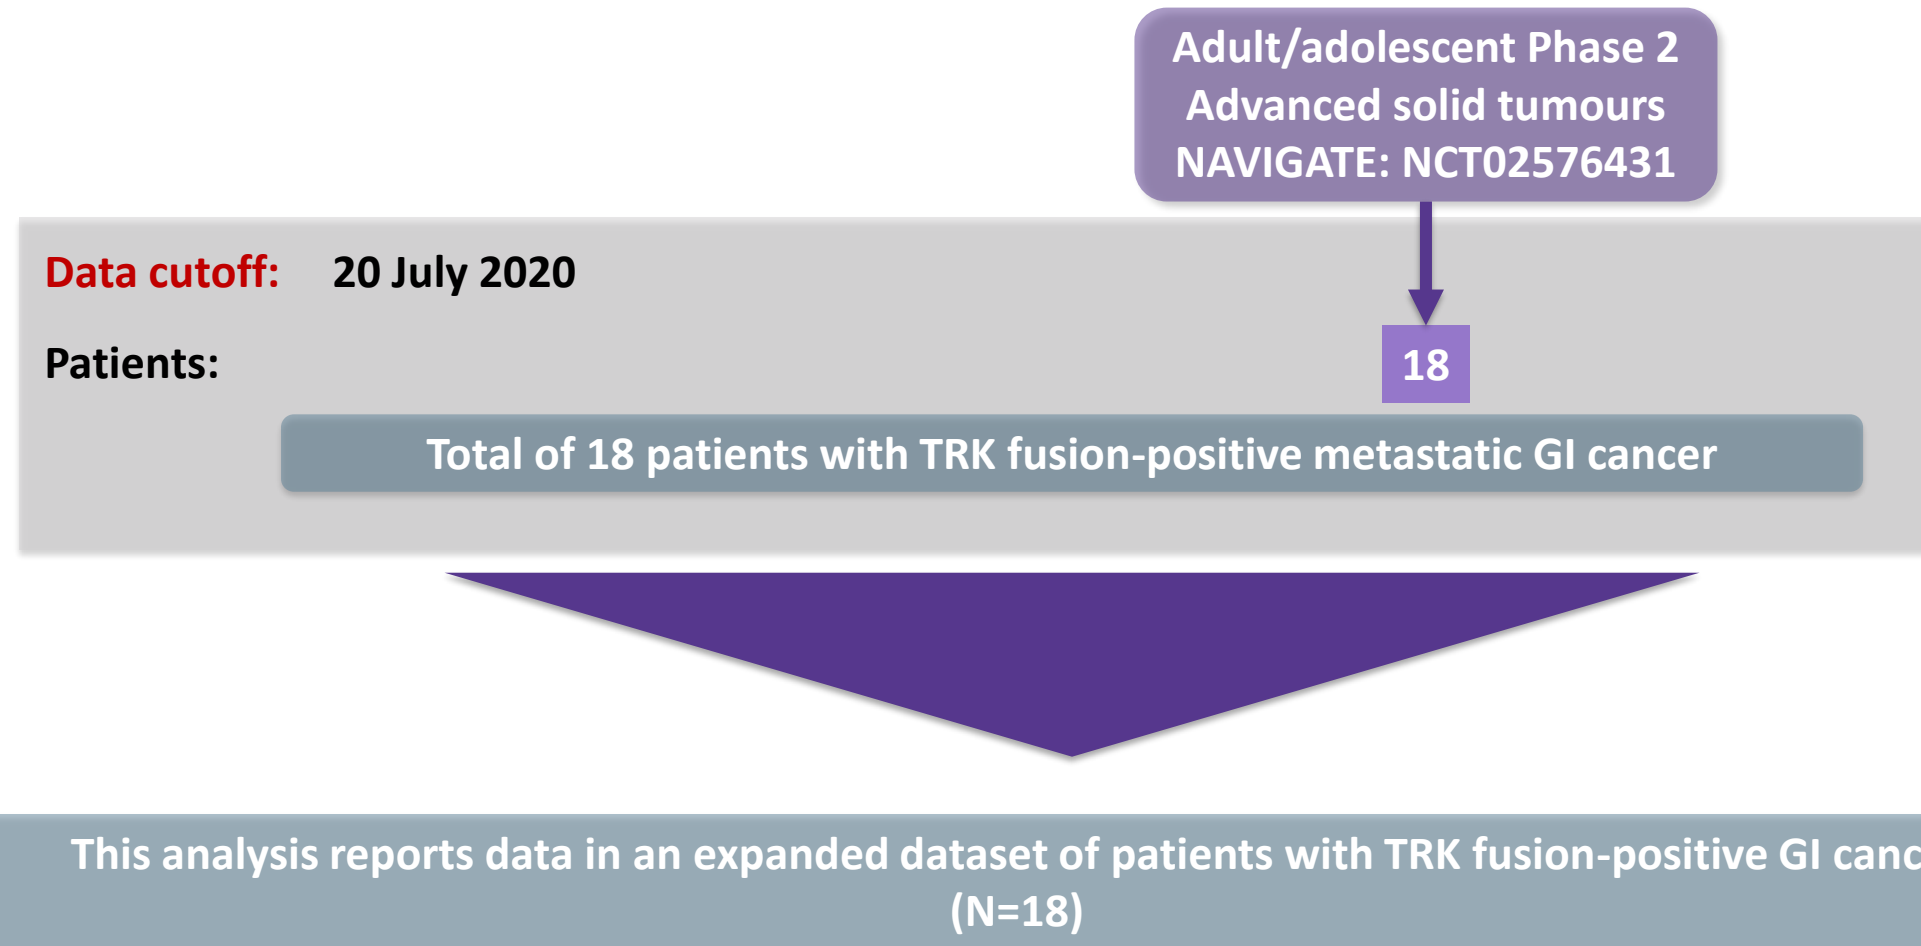 Adult/adolescent Phase 2
Advanced solid tumours
NAVIGATE: NCT02576431
Data cutoff: 20 July 2020
Patients:
18
Total of 18 patients with TRK fusion-positive metastatic GI cancer
This analysis reports data in an expanded dataset of patients with TRK fusion-positive GI canc
(N=18)